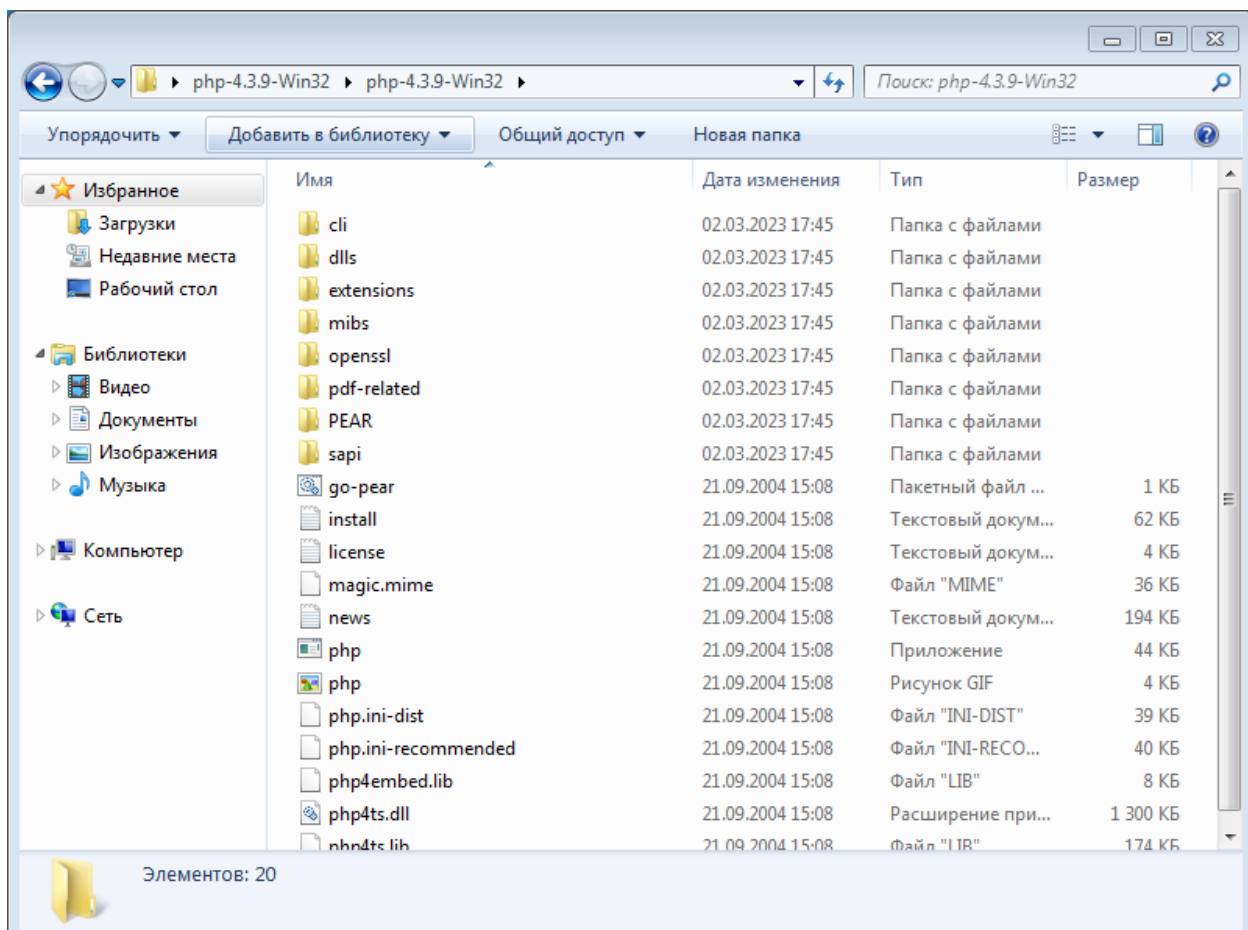 php-4.3.9-Win32 php-4.3.9-Win32 Поиск: php-4.3.9-Win32
Упорядочить Добавить в библиотеку Общий доступ Новая папка
Избранное
Загрузки
Недавние места
Рабочий стол
Библиотеки
Видео
Документы
Изображения
Музыка
Компьютер
Сеть
Имя Дата изменения Тип Размер
cli 02.03.2023 17:45 Папка с файлами
dlls 02.03.2023 17:45 Папка с файлами
extensions 02.03.2023 17:45 Папка с файлами
mibs 02.03.2023 17:45 Папка с файлами
openssl 02.03.2023 17:45 Папка с файлами
pdf-related 02.03.2023 17:45 Папка с файлами
PEAR 02.03.2023 17:45 Папка с файлами
sapi 02.03.2023 17:45 Папка с файлами
go-pear 21.09.2004 15:08 Пакетный файл ... 1 КБ
install 21.09.2004 15:08 Текстовый докум... 62 КБ
license 21.09.2004 15:08 Текстовый докум... 4 КБ
magic.mime 21.09.2004 15:08 Файл "MIME" 36 КБ
news 21.09.2004 15:08 Текстовый докум... 194 КБ
php 21.09.2004 15:08 Приложение 44 КБ
php 21.09.2004 15:08 Рисунок GIF 4 КБ
php.ini-dist 21.09.2004 15:08 Файл "INI-DIST" 39 КБ
php.ini-recommended 21.09.2004 15:08 Файл "INI-RECO... 40 КБ
php4embed.lib 21.09.2004 15:08 Файл "LIB" 8 КБ
php4ts.dll 21.09.2004 15:08 Расширение при... 1 300 КБ
php4ts.lib 21.09.2004 15:08 Файл "LIB" 174 КБ
Элементов: 20